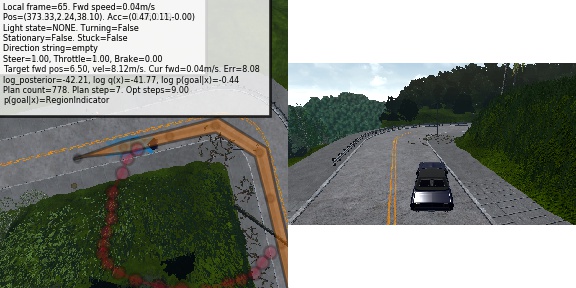 Local frame=65. Fwd speed=0.04m/s
Pos=(373.33,2.24,38.10). Acc=(0.47;0.11;-0.00)
Light state=NONE. Turning=False
Stationary=False. Stuck=False
Direction string=empty
Steer=1.00, Throttle=1.00, Brake=0.00
Target fwd pos=6.50, vel=8.12m/s. Cur fwd=0.04m/s. Err=8.08
log_posterior=-42.21, log q(x)=-41.77, log p(goal|x)=-0.44
Plan count=778. Plan step=7. Opt steps=9.00
p(goal|x)=RegionIndicator